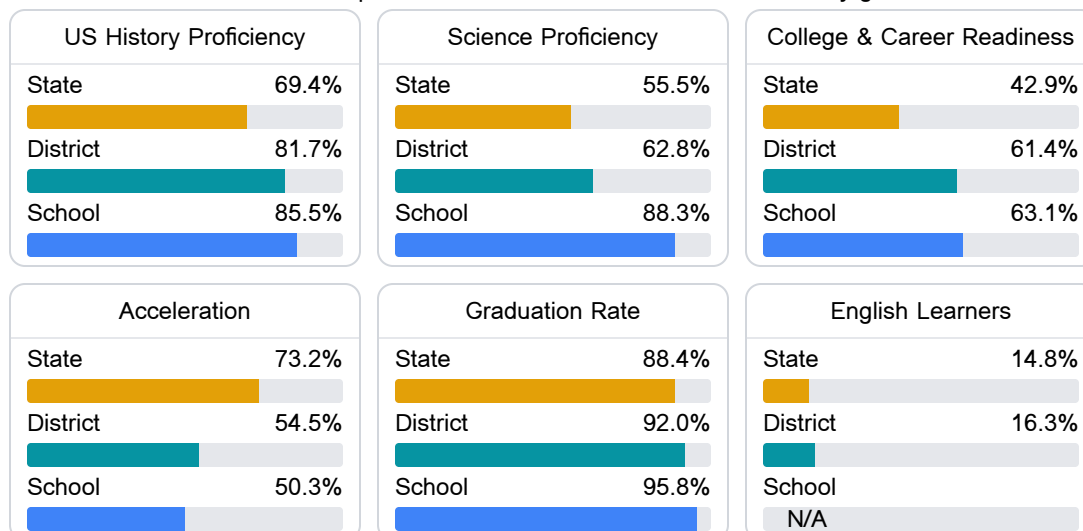 US History Proficiency
State 69.4%
District 81.7%
School 85.5%
Science Proficiency
State 55.5%
District 62.8%
School 88.3%
College & Career Readiness
State 42.9%
District 61.4%
School 63.1%
Acceleration
State 73.2%
District 54.5%
School 50.3%
Graduation Rate
State 88.4%
District 92.0%
School 95.8%
English Learners
State 14.8%
District 16.3%
School
N/A